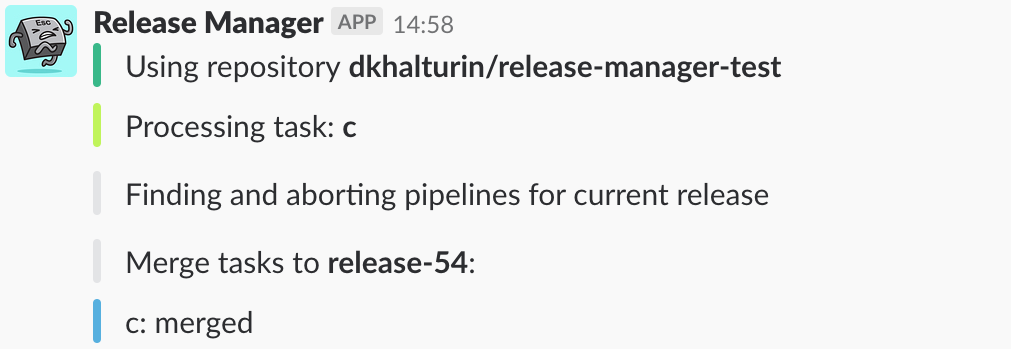 Esc
Release Manager APP 14:58
Using repository dkhalturin/release-manager-test
Processing task: c
Finding and aborting pipelines for current release
Merge tasks to release-54:
c: merged